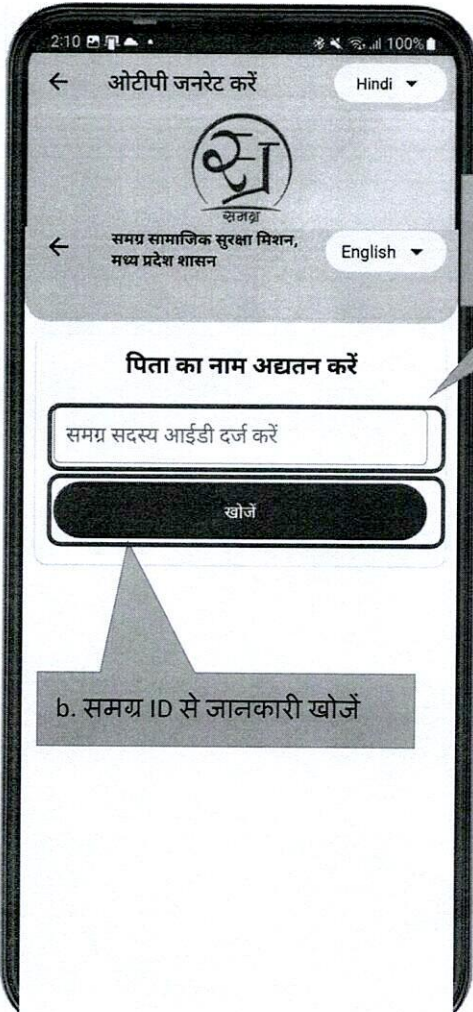 2:10
100%
← ओटीपी जनरेट करें
Hindi
समग्र
← समग्र सामाजिक सुरक्षा मिशन,
मध्य प्रदेश शासन
English
पिता का नाम अद्यतन करें
समग्र सदस्य आईडी दर्ज करें
खोजें
b. समग्र ID से जानकारी खोजें